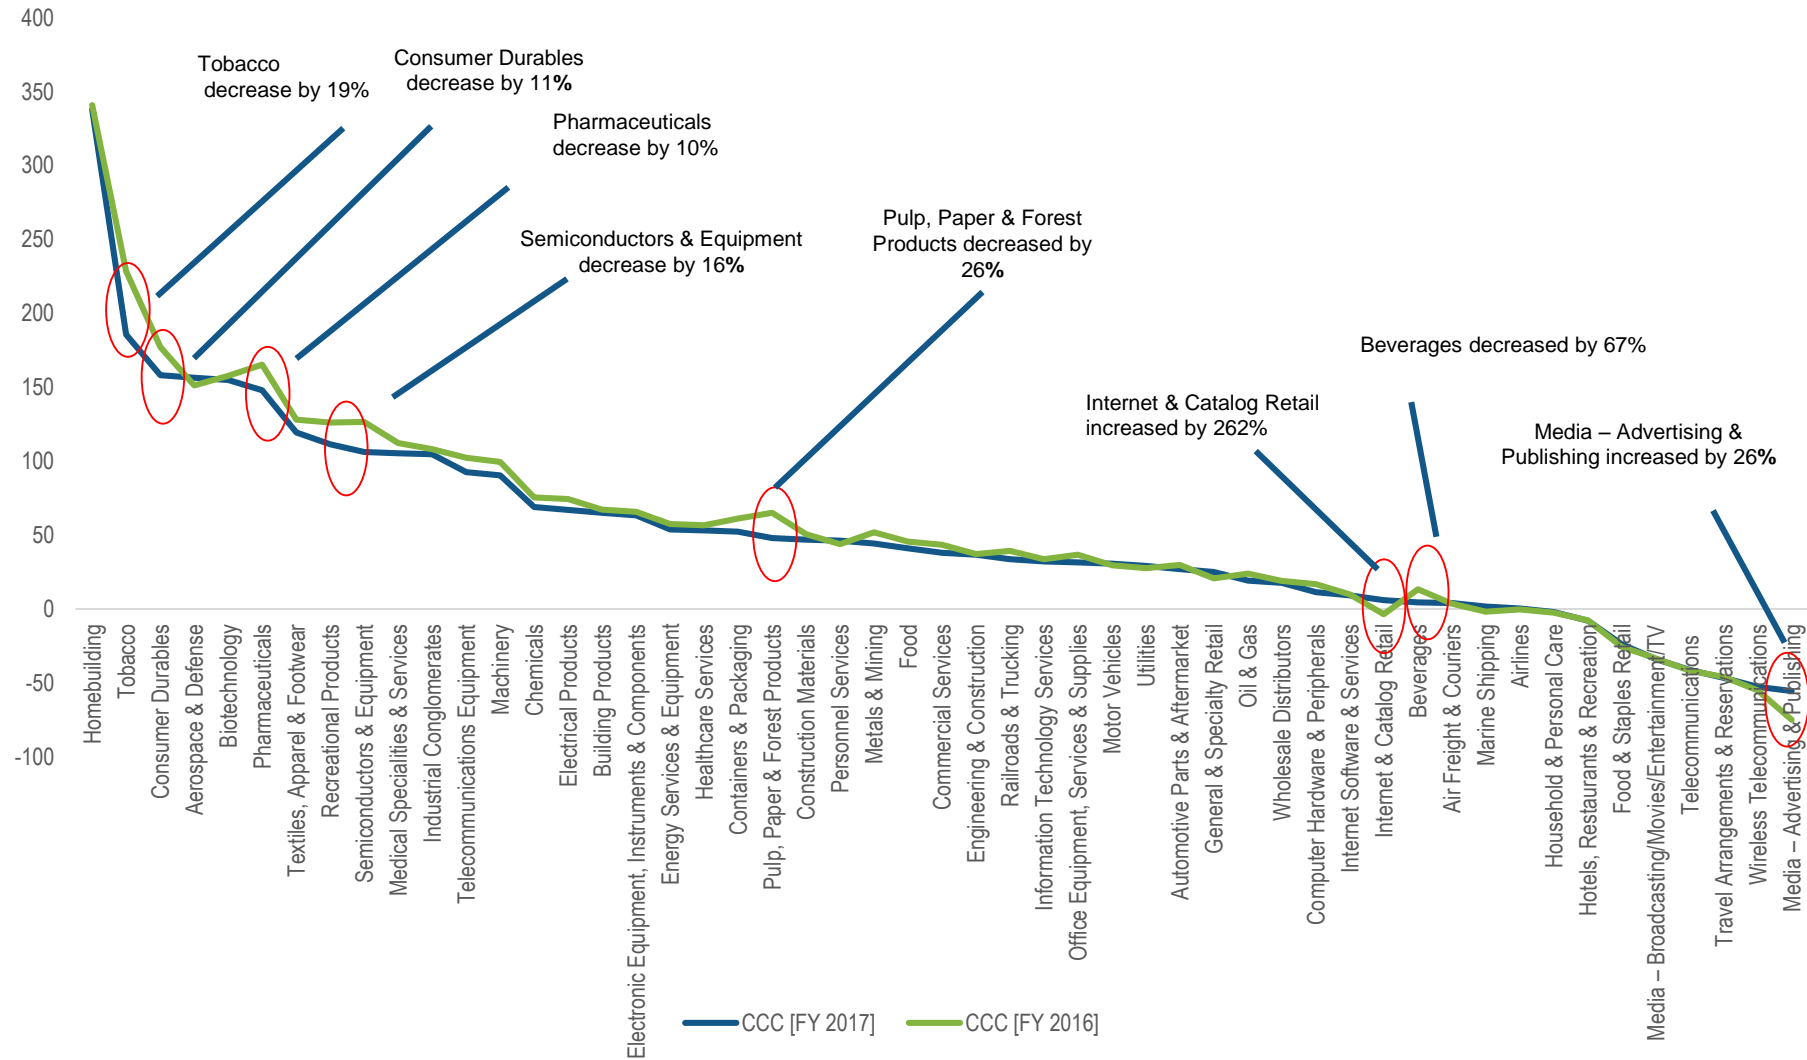 400
350
300
250
200
150
100
50
0
-50
-100
Tobacco
decrease by 19%
Consumer Durables
decrease by 11%
Pharmaceuticals
decrease by 10%
Semiconductors & Equipment
decrease by 16%
Pulp, Paper & Forest
Products decreased by
26%
Beverages decreased by 67%
Internet & Catalog Retail
increased by 262%
Media – Advertising &
Publishing increased by 26%
Homebuilding
Tobacco
Consumer Durables
Aerospace & Defense
Biotechnology
Pharmaceuticals
Textiles, Apparel & Footwear
Recreational Products
Semiconductors & Equipment
Medical Specialities & Services
Industrial Conglomerates
Telecommunications Equipment
Machinery
Chemicals
Electrical Products
Building Products
Electronic Equipment, Instruments & Components
Energy Services & Equipment
Healthcare Services
Containers & Packaging
Pulp, Paper & Forest Products
Construction Materials
Personnel Services
Metals & Mining
Food
Commercial Services
Engineering & Construction
Railroads & Trucking
Information Technology Services
Office Equipment, Services & Supplies
Motor Vehicles
Utilities
Automotive Parts & Aftermarket
General & Specialty Retail
Oil & Gas
Wholesale Distributors
Computer Hardware & Peripherals
Internet Software & Services
Internet & Catalog Retail
Beverages
Air Freight & Couriers
Marine Shipping
Airlines
Household & Personal Care
Hotels, Restaurants & Recreation
Food & Staples Retail
Media – Broadcasting/Movies/Entertainment/TV
Telecommunications
Travel Arrangements & Reservations
Wireless Telecommunications
Media – Advertising & Publishing
CCC [FY 2017]
CCC [FY 2016]